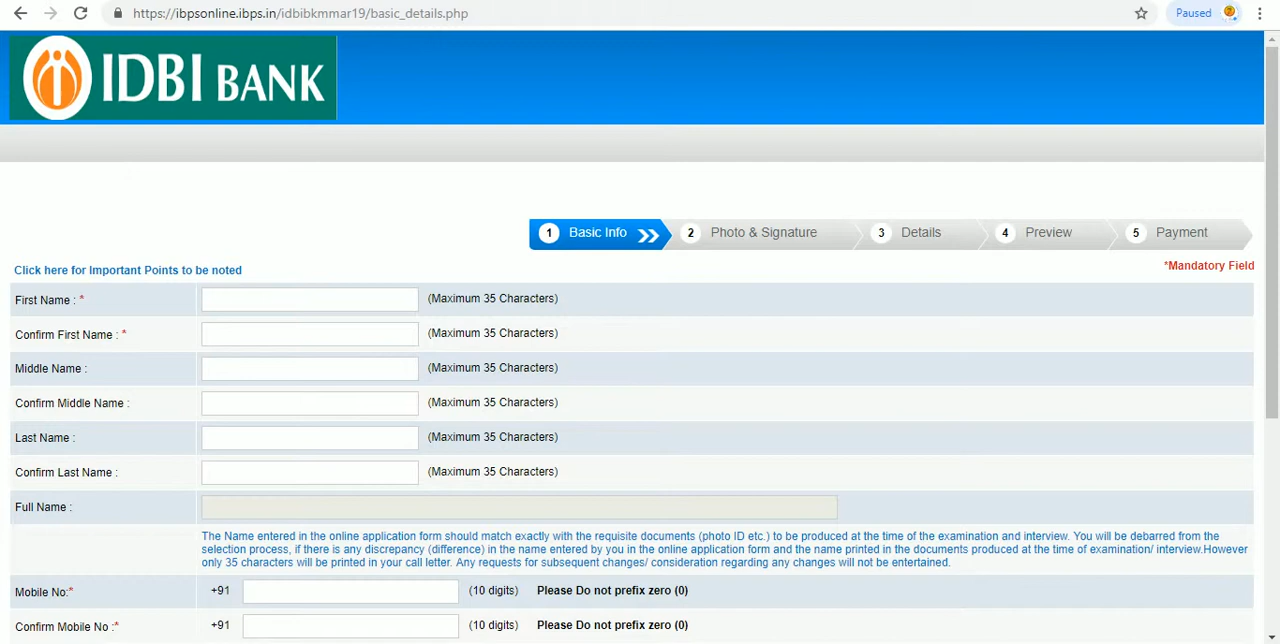 https://ibpsonline.ibps.in/idbibkmmar19/basic_details.php
Paused
IDBI BANK
1 Basic Info 2 Photo & Signature 3 Details 4 Preview 5 Payment
Click here for Important Points to be noted
*Mandatory Field
First Name : * (Maximum 35 Characters)
Confirm First Name : * (Maximum 35 Characters)
Middle Name : (Maximum 35 Characters)
Confirm Middle Name : (Maximum 35 Characters)
Last Name : (Maximum 35 Characters)
Confirm Last Name : (Maximum 35 Characters)
Full Name :
The Name entered in the online application form should match exactly with the requisite documents (photo ID etc.) to be produced at the time of the examination and interview. You will be debarred from the
selection process, if there is any discrepancy (difference) in the name entered by you in the online application form and the name printed in the documents produced at the time of examination/ interview.However
only 35 characters will be printed in your call letter. Any requests for subsequent changes/ consideration regarding any changes will not be entertained.
Mobile No:* +91 (10 digits) Please Do not prefix zero (0)
Confirm Mobile No :* +91 (10 digits) Please Do not prefix zero (0)